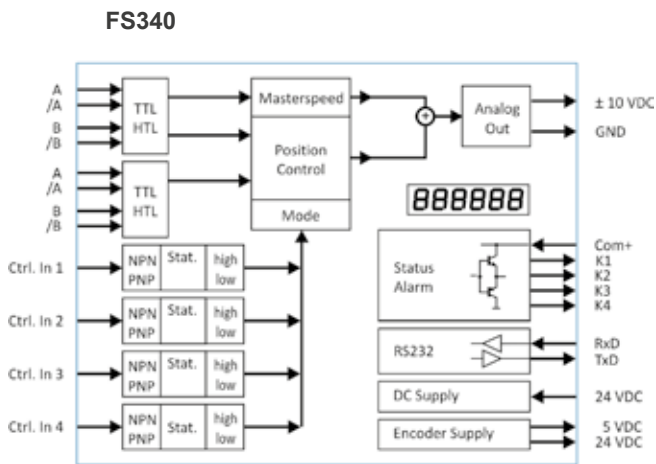 FS340
A
/A
B
/B
TTL
HTL
A
/A
B
/B
TTL
HTL
Masterspeed
Position
Control
Mode
+
Analog
Out
± 10 VDC
GND
888888
Ctrl. In 1
NPN
PNP
Stat.
high
low
Ctrl. In 2
NPN
PNP
Stat.
high
low
Ctrl. In 3
NPN
PNP
Stat.
high
low
Ctrl. In 4
NPN
PNP
Stat.
high
low
Status
Alarm
Com+
K1
K2
K3
K4
RS232
RxD
TxD
DC Supply
24 VDC
Encoder Supply
5 VDC
24 VDC